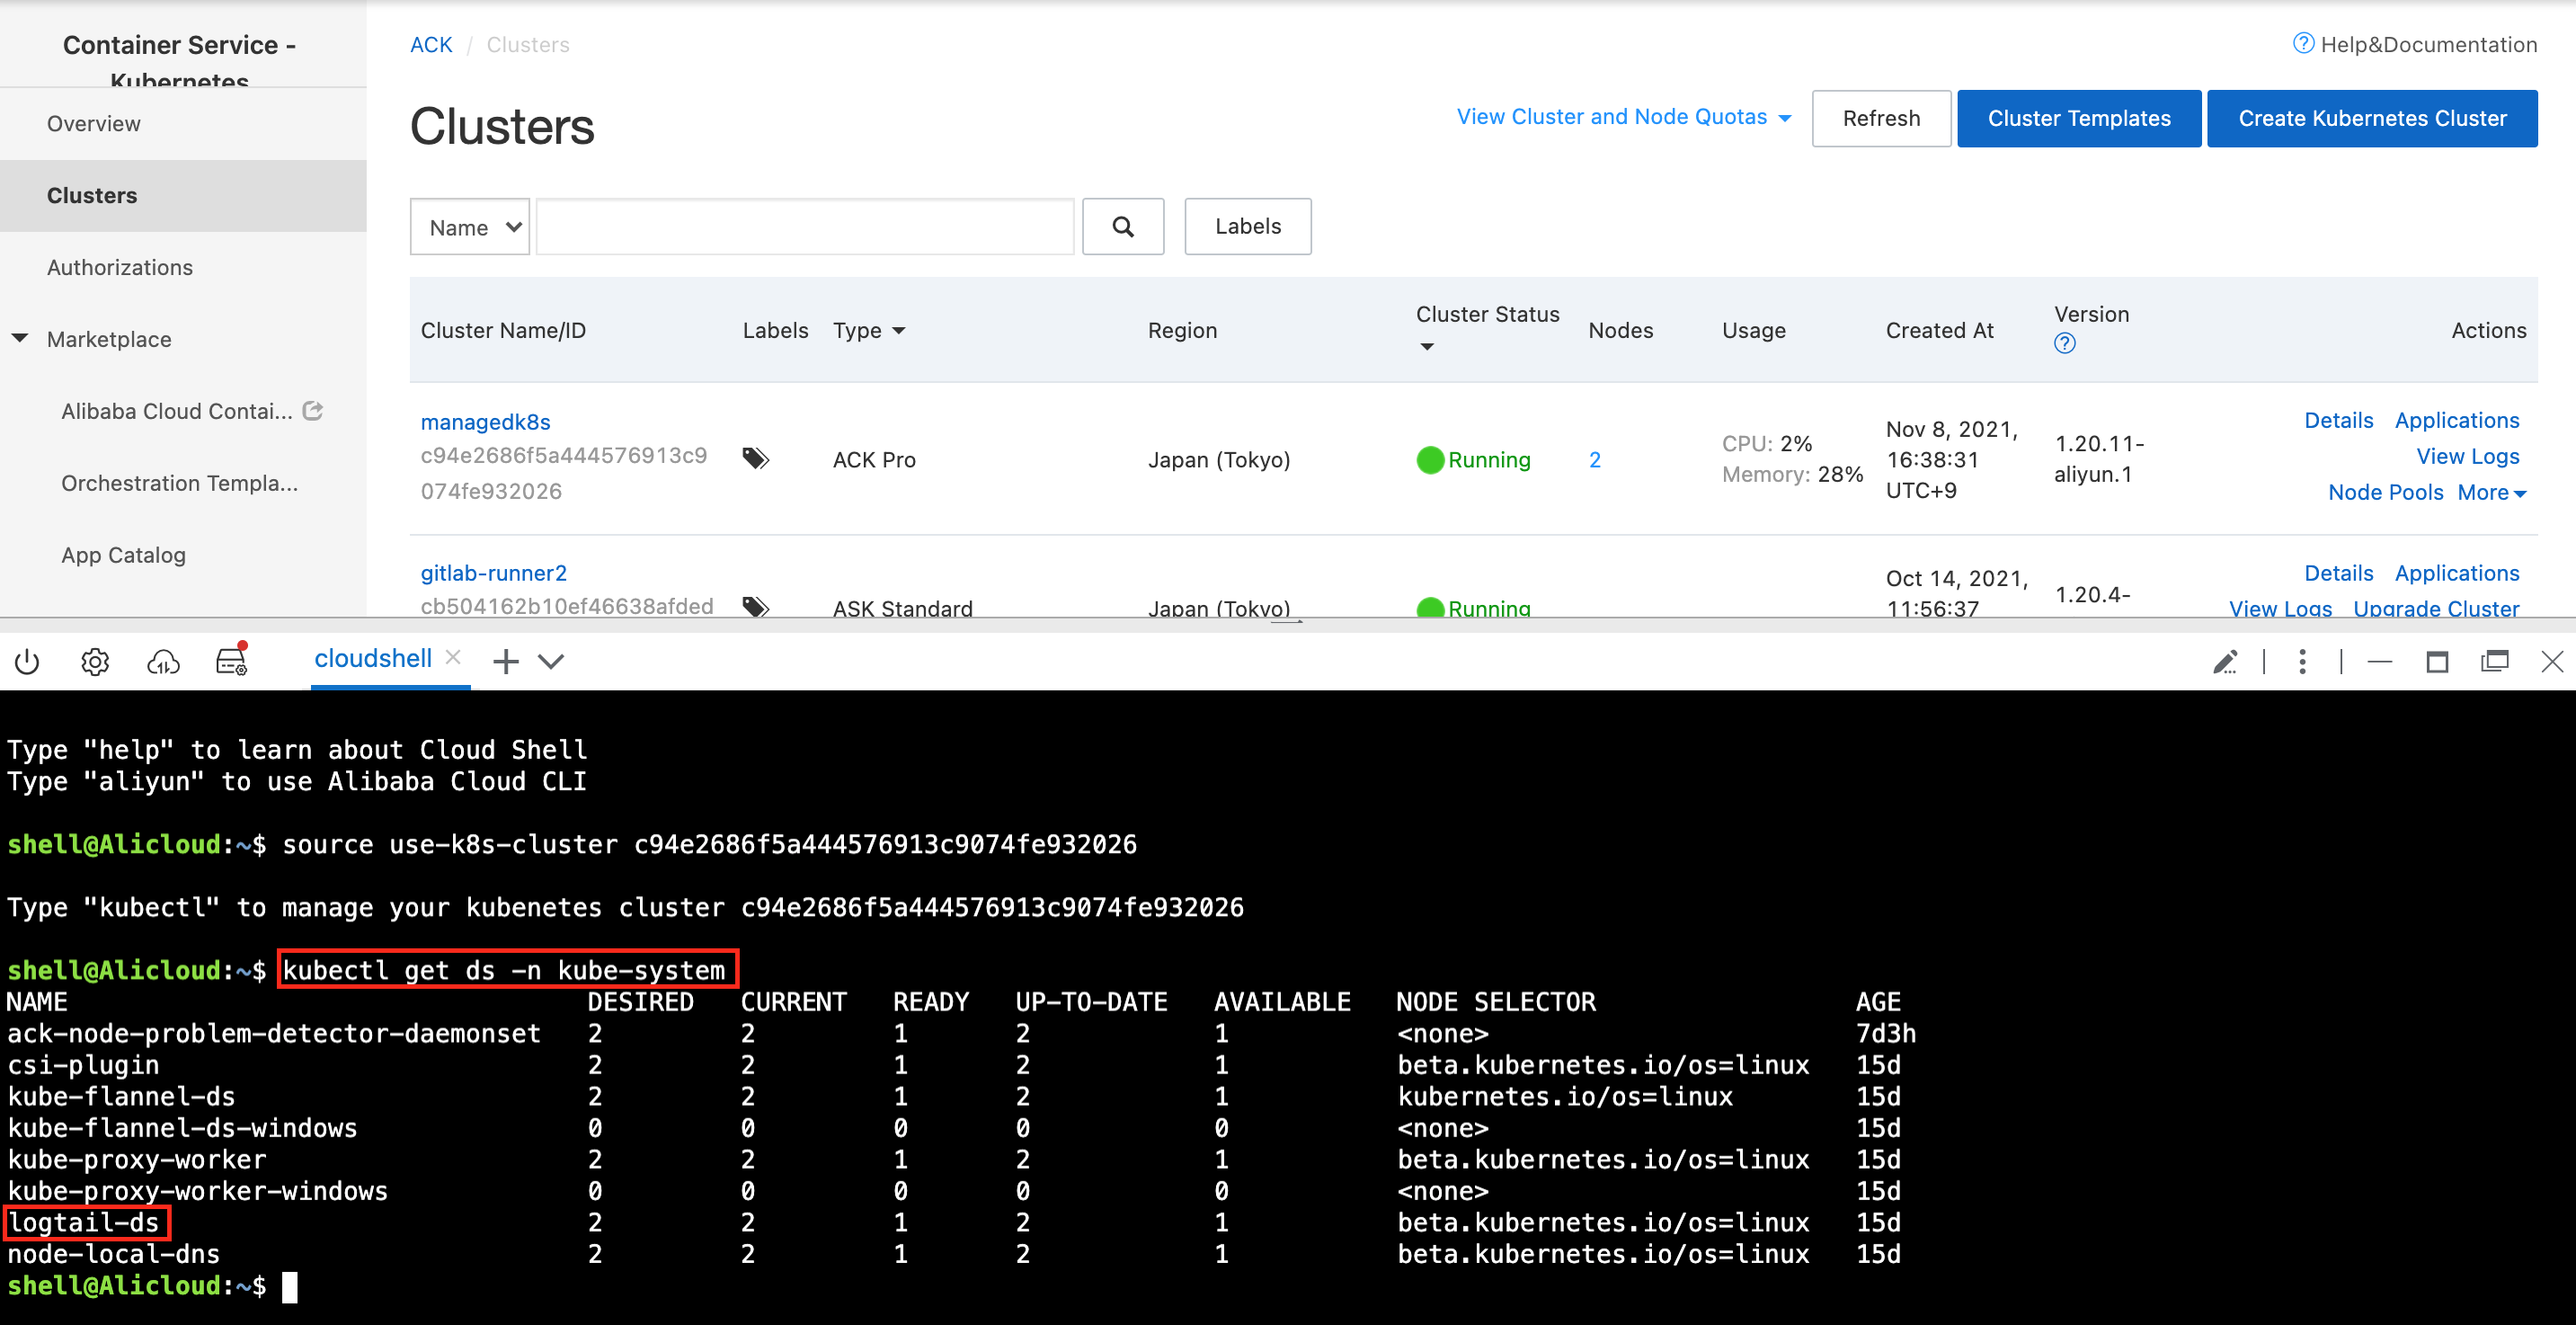 Container Service -
Kubernetes
Overview
Clusters
Authorizations
Marketplace
Alibaba Cloud Contai...
Orchestration Templa...
App Catalog
ACK / Clusters
Help&Documentation
Clusters
View Cluster and Node Quotas
Refresh
Cluster Templates
Create Kubernetes Cluster
Name
Labels
Cluster Name/ID Labels Type Region Cluster Status Nodes Usage Created At Version Actions
managedk8s
c94e2686f5a444576913c9
074fe932026
ACK Pro
Japan (Tokyo)
Running
2
CPU: 2%
Memory: 28%
Nov 8, 2021,
16:38:31
UTC+9
1.20.11-
aliyun.1
Details Applications
View Logs
Node Pools More
gitlab-runner2
cb504162b10ef46638afded
ASK Standard
Japan (Tokyo)
Running
Oct 14, 2021,
11:56:37
1.20.4-
Details Applications
View Logs Upgrade Cluster
cloudshell
Type "help" to learn about Cloud Shell
Type "aliyun" to use Alibaba Cloud CLI
shell@Alicloud:~$ source use-k8s-cluster c94e2686f5a444576913c9074fe932026
Type "kubectl" to manage your kubenetes cluster c94e2686f5a444576913c9074fe932026
shell@Alicloud:~$ kubectl get ds -n kube-system
NAME DESIRED CURRENT READY UP-TO-DATE AVAILABLE NODE SELECTOR AGE
ack-node-problem-detector-daemonset 2 2 1 2 1 <none> 7d3h
csi-plugin 2 2 1 2 1 beta.kubernetes.io/os=linux 15d
kube-flannel-ds 2 2 1 2 1 kubernetes.io/os=linux 15d
kube-flannel-ds-windows 0 0 0 0 0 <none> 15d
kube-proxy-worker 2 2 1 2 1 beta.kubernetes.io/os=linux 15d
kube-proxy-worker-windows 0 0 0 0 0 <none> 15d
logtail-ds 2 2 1 2 1 beta.kubernetes.io/os=linux 15d
node-local-dns 2 2 1 2 1 beta.kubernetes.io/os=linux 15d
shell@Alicloud:~$